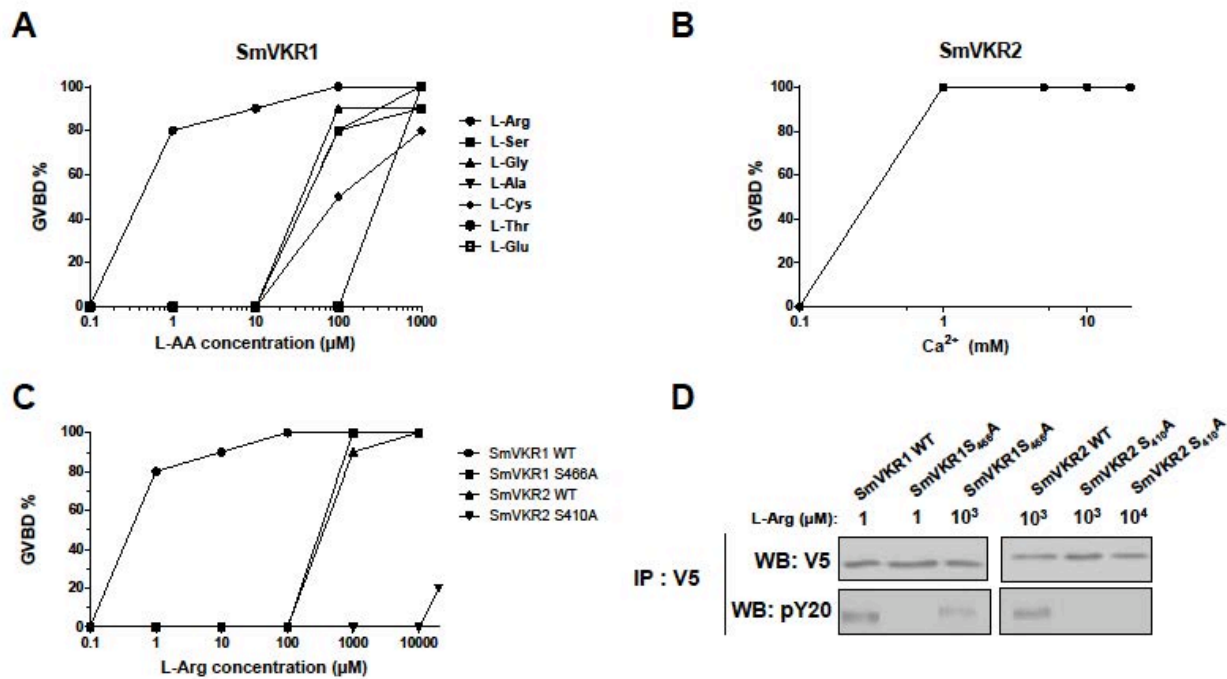 A
SmVKR1
GVBD %
100
80
60
40
20
0
0.1 1 10 100 1000
L-AA concentration (µM)
L-Arg
L-Ser
L-Gly
L-Ala
L-Cys
L-Thr
L-Glu
B
SmVKR2
GVBD %
100
80
60
40
20
0
0.1 1 10
Ca²⁺ (mM)
C
GVBD %
100
80
60
40
20
0
0.1 1 10 100 1000 10000
L-Arg concentration (µM)
SmVKR1 WT
SmVKR1 S466A
SmVKR2 WT
SmVKR2 S410A
D
SmVKR1 WT
SmVKR1S₄₆₆A
SmVKR1S₄₆₆A
SmVKR2 WT
SmVKR2 S₄₁₀A
SmVKR2 S₄₁₀A
L-Arg (µM): 1 1 10³ 10³ 10³ 10⁴
IP : V5
WB: V5
WB: pY20